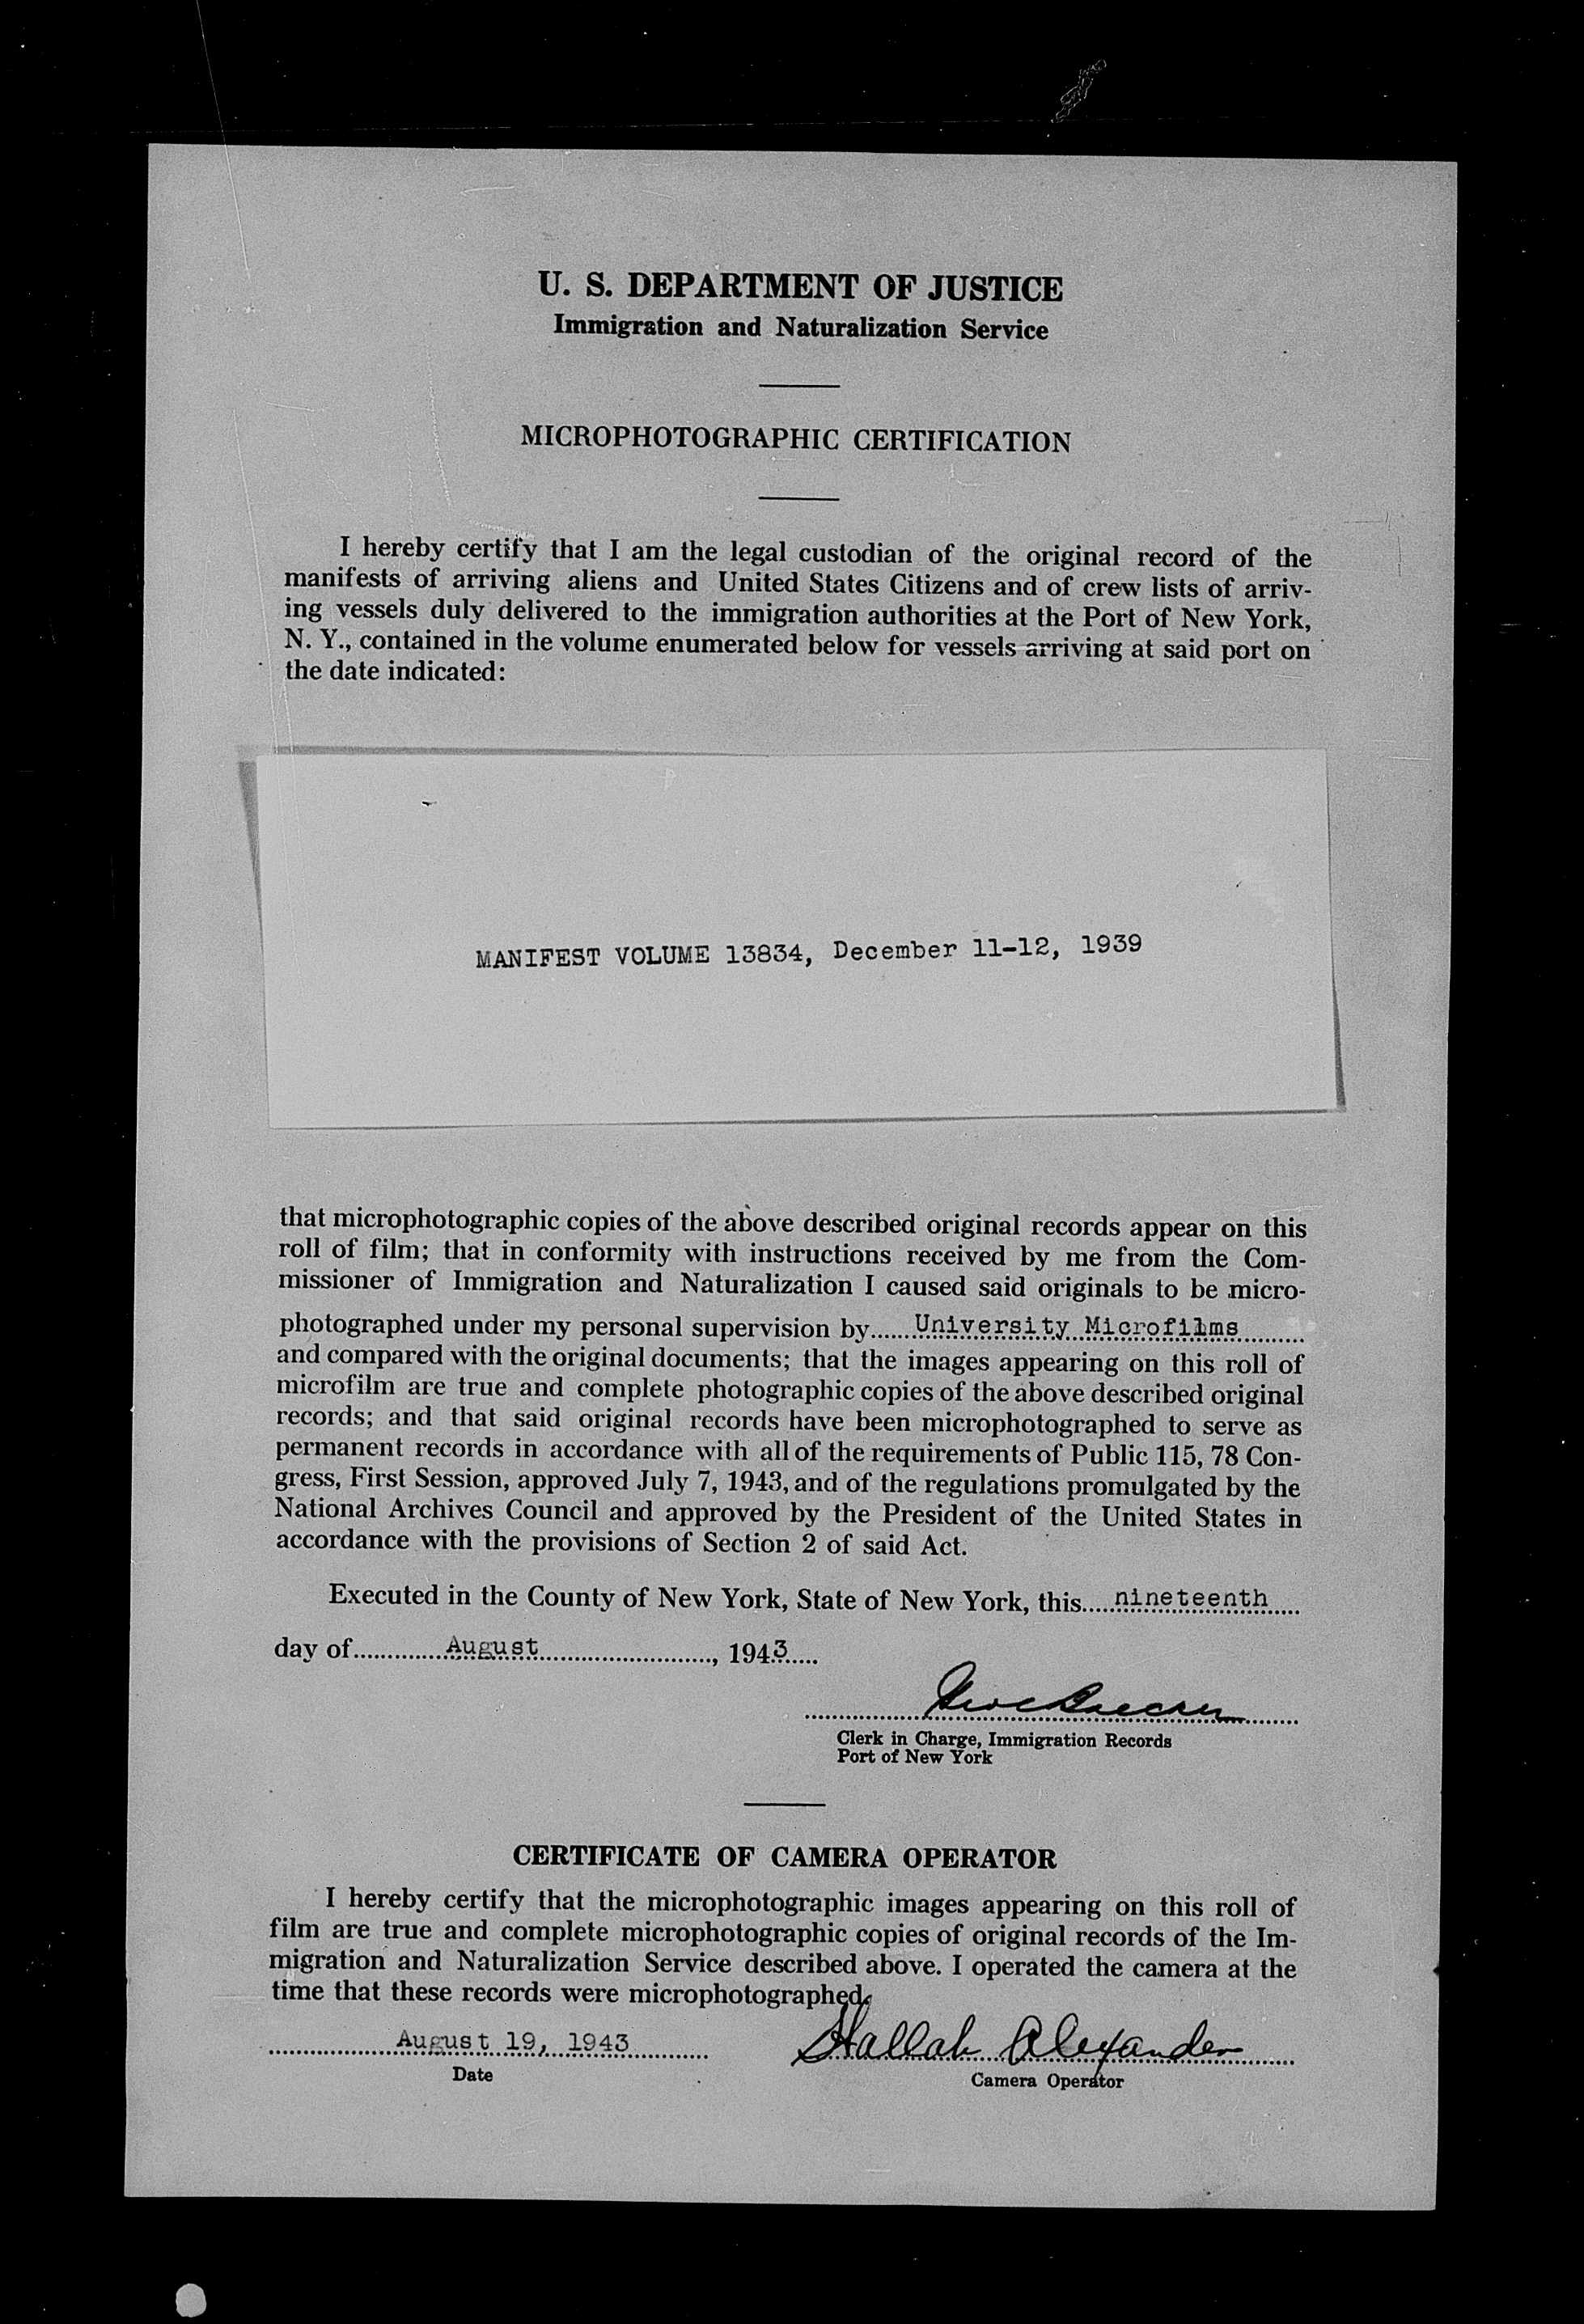 U. S. DEPARTMENT OF JUSTICE
Immigration and Naturalization Service
MICROPHOTOGRAPHIC CERTIFICATION
I hereby certify that I am the legal custodian of the original record of the
manifests of arriving aliens and United States Citizens and of crew lists of arriv-
ing vessels duly delivered to the immigration authorities at the Port of New York,
N. Y., contained in the volume enumerated below for vessels arriving at said port on
the date indicated:
MANIFEST VOLUME 13834, December 11-12, 1939
that microphotographic copies of the above described original records appear on this
roll of film; that in conformity with instructions received by me from the Com-
missioner of Immigration and Naturalization I caused said originals to be micro-
photographed under my personal supervision by......University Microfilms..........
and compared with the original documents; that the images appearing on this roll of
microfilm are true and complete photographic copies of the above described original
records; and that said original records have been microphotographed to serve as
permanent records in accordance with all of the requirements of Public 115, 78 Con-
gress, First Session, approved July 7, 1943, and of the regulations promulgated by the
National Archives Council and approved by the President of the United States in
accordance with the provisions of Section 2 of said Act.
Executed in the County of New York, State of New York, this.....nineteenth.....
day of..............August.............................., 1943.....
Clerk in Charge, Immigration Records
Port of New York
CERTIFICATE OF CAMERA OPERATOR
I hereby certify that the microphotographic images appearing on this roll of
film are true and complete microphotographic copies of original records of the Im-
migration and Naturalization Service described above. I operated the camera at the
time that these records were microphotographed.
August 19, 1943 Hallah Alexander
Date Camera Operator